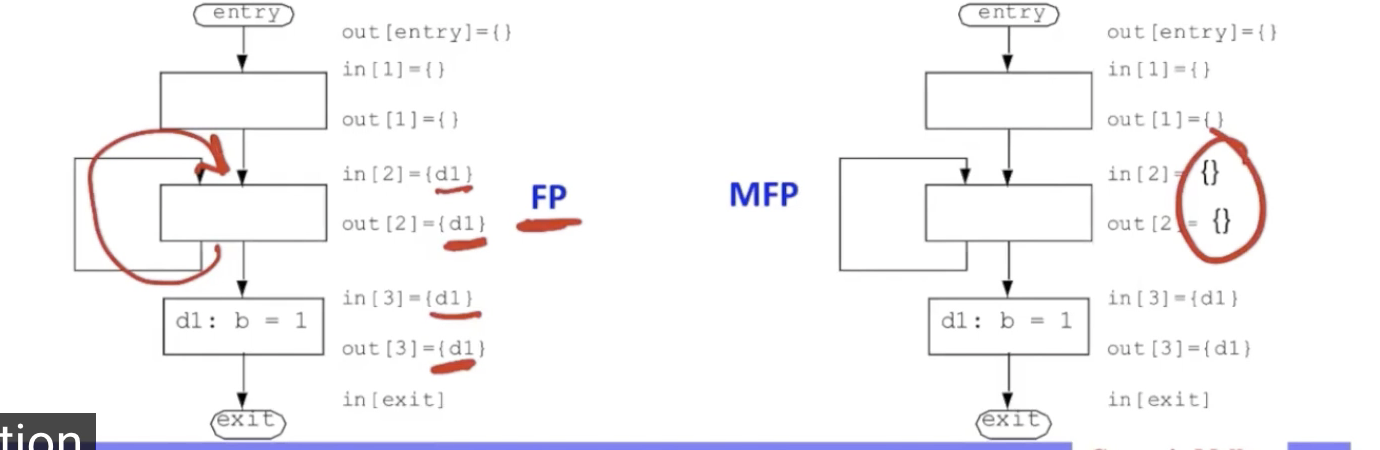 entry
out[entry]={}
in[1]={}
out[1]={}
in[2]={d1}
out[2]={d1}
FP
in[3]={d1}
d1: b = 1
out[3]={d1}
in[exit]
exit
entry
out[entry]={}
in[1]={}
out[1]={}
MFP
in[2]= {}
out[2 = {}
in[3]={d1}
d1: b = 1
out[3]={d1}
in[exit]
exit
tion